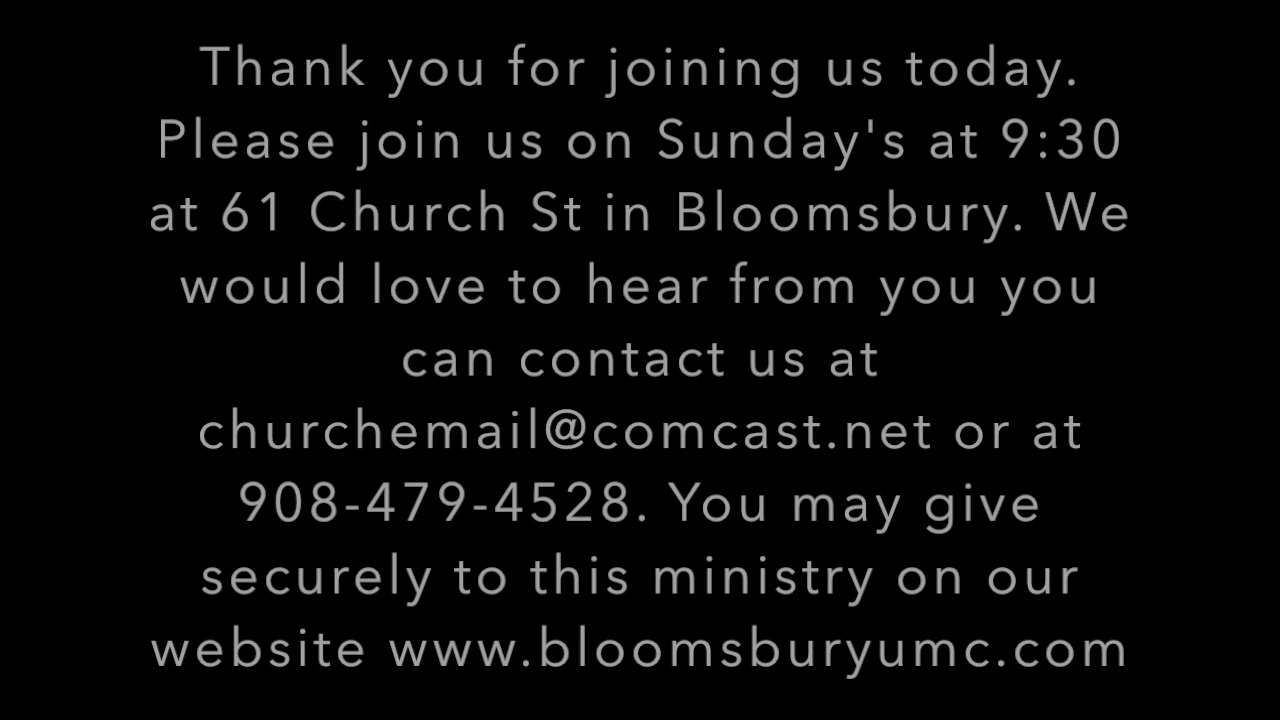 Thank you for joining us today.
Please join us on Sunday's at 9:30
at 61 Church St in Bloomsbury. We
would love to hear from you you
can contact us at
churchemail@comcast.net or at
908-479-4528. You may give
securely to this ministry on our
website www.bloomsburyumc.com